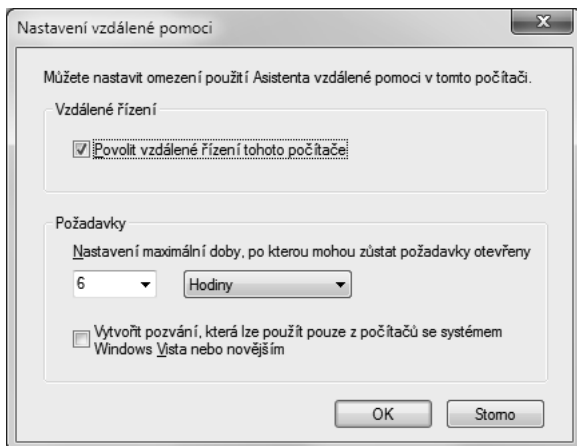 Nastavení vzdálené pomoci
Můžete nastavit omezení použití Asistenta vzdálené pomoci v tomto počítači.
Vzdálené řízení
Povolit vzdálené řízení tohoto počítače
Požadavky
Nastavení maximální doby, po kterou mohou zůstat požadavky otevřeny
6 Hodiny
Vytvořit pozvání, která lze použít pouze z počítačů se systémem
Windows Vista nebo novějším
OK Storno